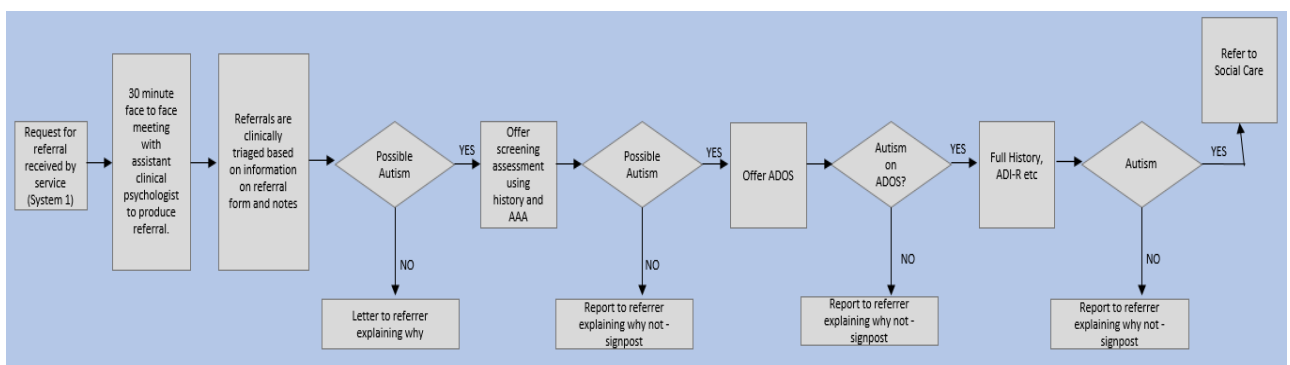 Request for
referral
received by
service
(System 1)
30 minute
face to face
meeting
with
assistant
clinical
psychologist
to produce
referral.
Referrals are
clinically
triaged based
on information
on referral
form and notes
Possible
Autism
YES
NO
Letter to referrer
explaining why
Offer
screening
assessment
using
history and
AAA
Possible
Autism
YES
NO
Report to referrer
explaining why not -
signpost
Offer ADOS
Autism
on
ADOS?
YES
NO
Report to referrer
explaining why not -
signpost
Full History,
ADI-R etc
Autism
YES
NO
Report to referrer
explaining why not -
signpost
Refer to
Social Care